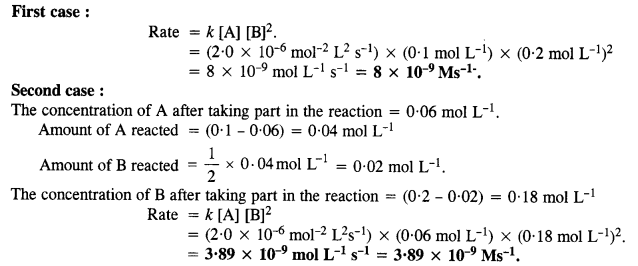 First case :
Rate = k [A] [B]².
= (2·0 × 10⁻⁶ mol⁻² L² s⁻¹) × (0·1 mol L⁻¹) × (0·2 mol L⁻¹)²
= 8 × 10⁻⁹ mol L⁻¹ s⁻¹ = 8 × 10⁻⁹ Ms⁻¹·.
Second case :
The concentration of A after taking part in the reaction = 0·06 mol L⁻¹.
Amount of A reacted = (0·1 – 0·06) = 0·04 mol L⁻¹
Amount of B reacted = 1/2 × 0·04 mol L⁻¹ = 0·02 mol L⁻¹.
The concentration of B after taking part in the reaction = (0·2 – 0·02) = 0·18 mol L⁻¹
Rate = k [A] [B]²
= (2·0 × 10⁻⁶ mol⁻² L²s⁻¹) × (0·06 mol L⁻¹) × (0·18 mol L⁻¹)².
= 3·89 × 10⁻⁹ mol L⁻¹ s⁻¹ = 3·89 × 10⁻⁹ Ms⁻¹.